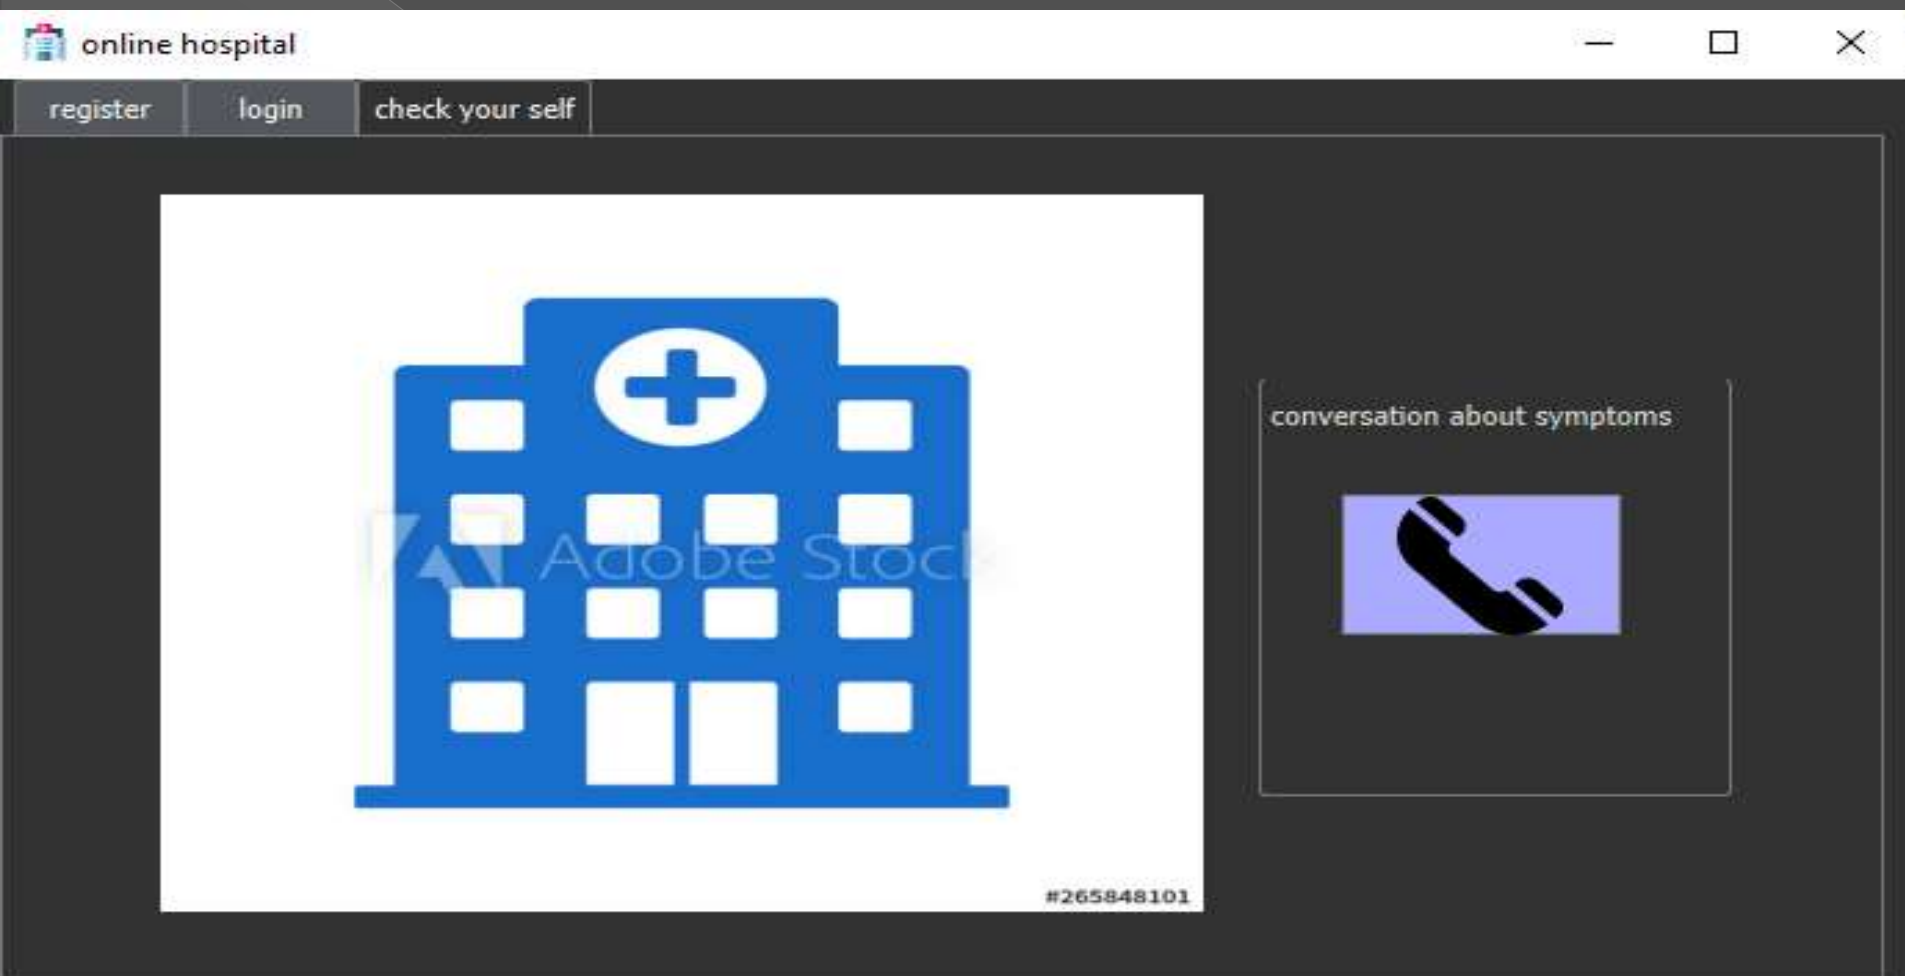 online hospital
register
login
check your self
conversation about symptoms
Adobe Stock
#265848101